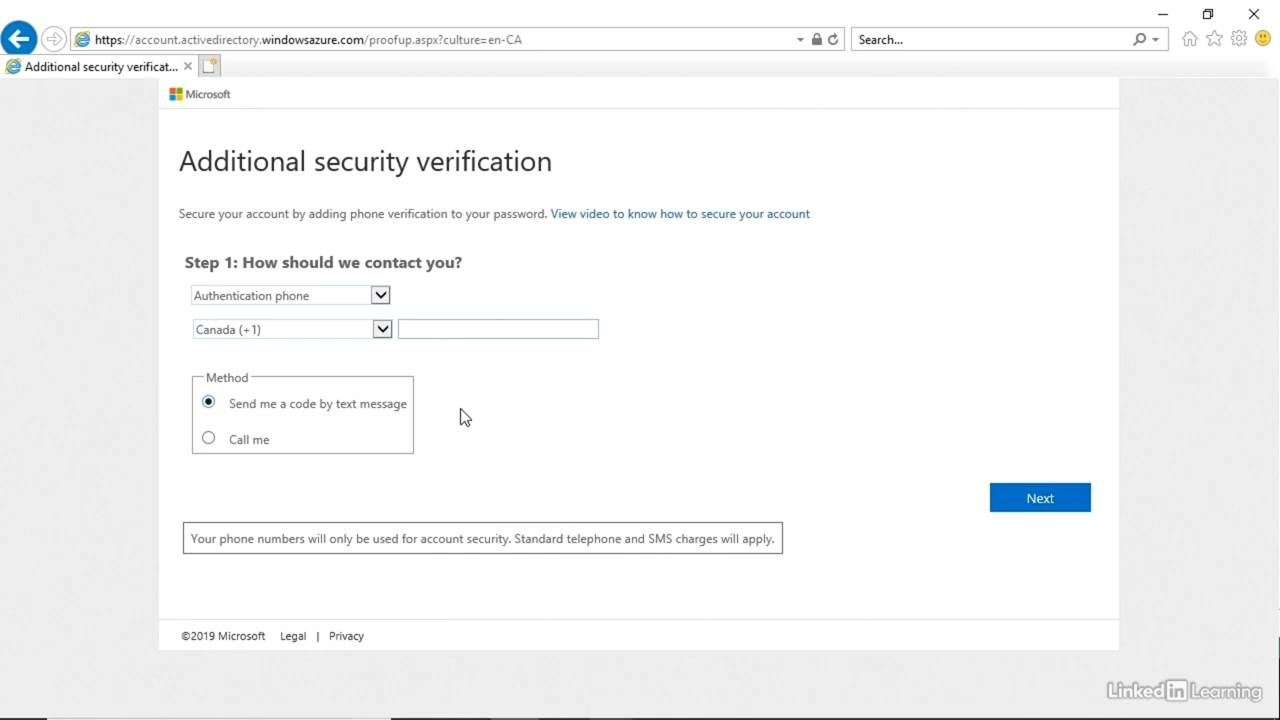 https://account.activedirectory.windowsazure.com/proofup.aspx?culture=en-CA
Search...
Additional security verificat...
Microsoft
Additional security verification
Secure your account by adding phone verification to your password. View video to know how to secure your account
Step 1: How should we contact you?
Authentication phone
Canada (+1)
Method
Send me a code by text message
Call me
Next
Your phone numbers will only be used for account security. Standard telephone and SMS charges will apply.
©2019 Microsoft Legal | Privacy
LinkedIn Learning